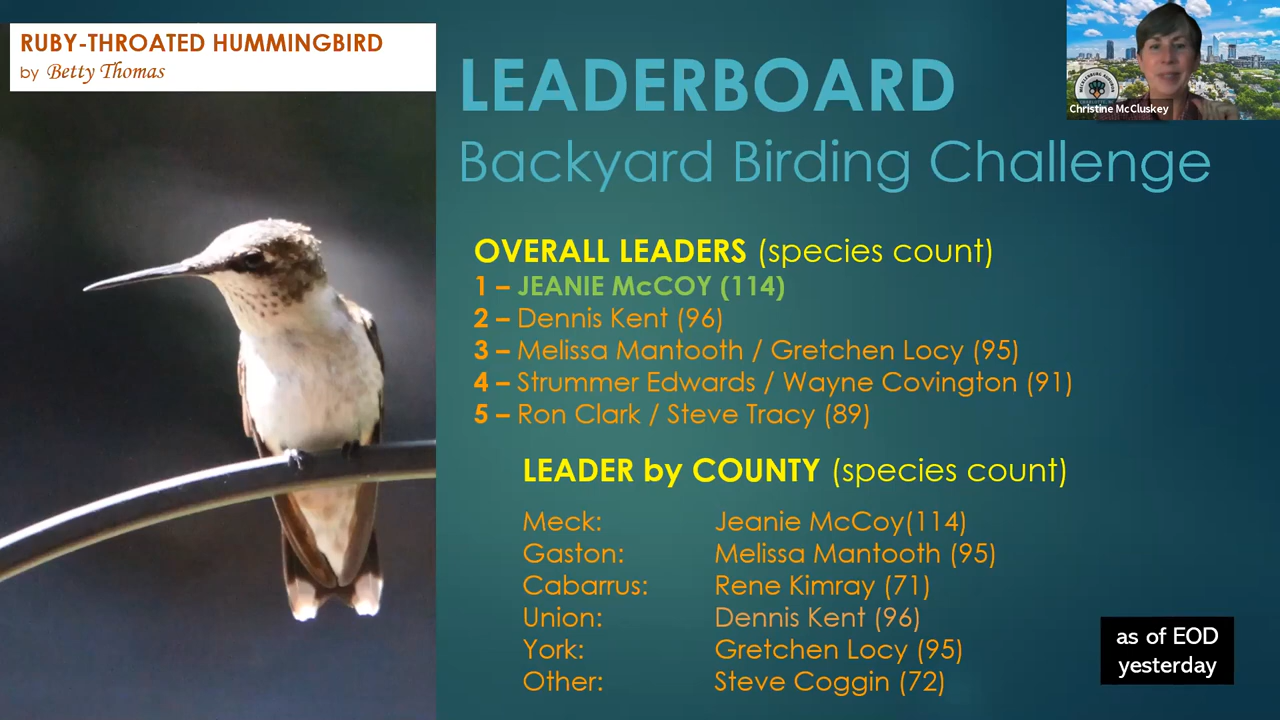 RUBY-THROATED HUMMINGBIRD
by Betty Thomas
LEADERBOARD
Backyard Birding Challenge
Christine McCluskey
OVERALL LEADERS (species count)
1 – JEANIE McCOY (114)
2 – Dennis Kent (96)
3 – Melissa Mantooth / Gretchen Locy (95)
4 – Strummer Edwards / Wayne Covington (91)
5 – Ron Clark / Steve Tracy (89)
LEADER by COUNTY (species count)
Meck: Jeanie McCoy(114)
Gaston: Melissa Mantooth (95)
Cabarrus: Rene Kimray (71)
Union: Dennis Kent (96)
York: Gretchen Locy (95)
Other: Steve Coggin (72)
as of EOD
yesterday